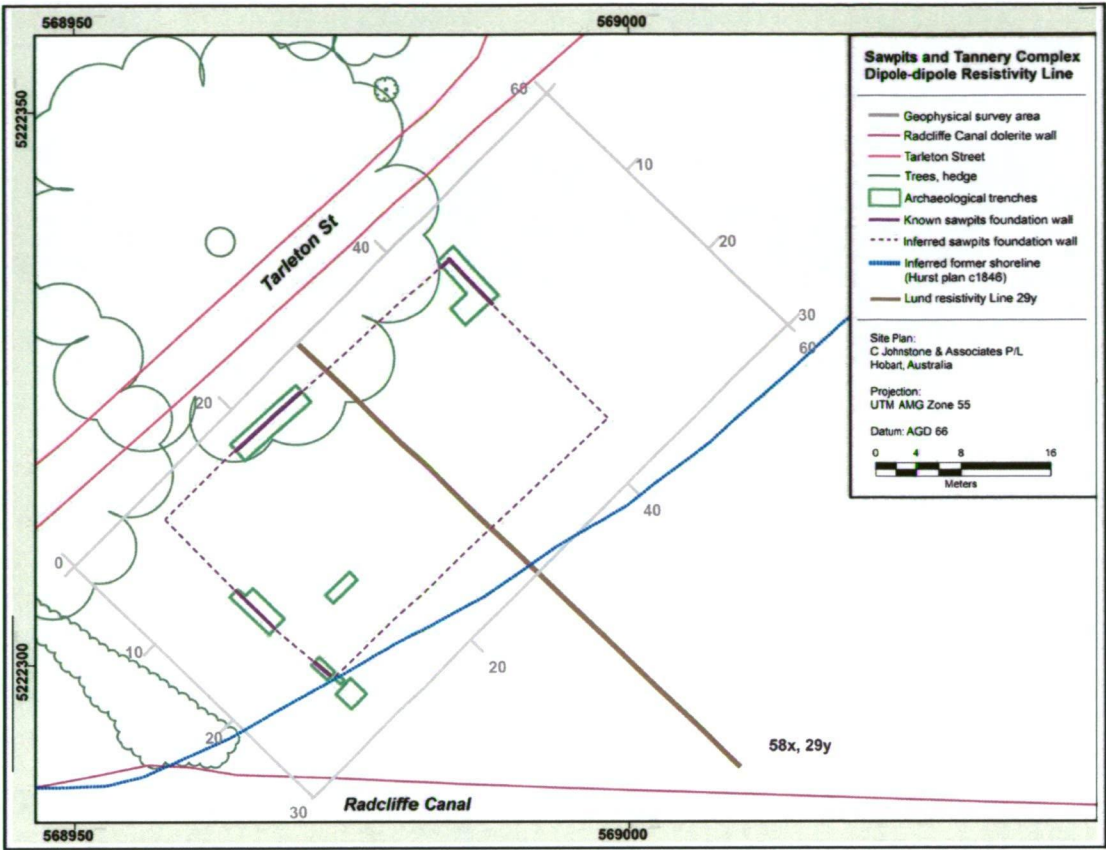 568950
569000
5222350
5222300
60
10
20
30
60
40
Tarleton St
20
40
0
10
20
20
30
58x, 29y
Radcliffe Canal
568950
569000
Sawpits and Tannery Complex
Dipole-dipole Resistivity Line
Geophysical survey area
Radcliffe Canal dolerite wall
Tarleton Street
Trees, hedge
Archaeological trenches
Known sawpits foundation wall
Inferred sawpits foundation wall
Inferred former shoreline
(Hurst plan c1846)
Lund resistivity Line 29y
Site Plan:
C Johnstone & Associates P/L
Hobart, Australia
Projection:
UTM AMG Zone 55
Datum: AGD 66
0 4 8 16
Meters